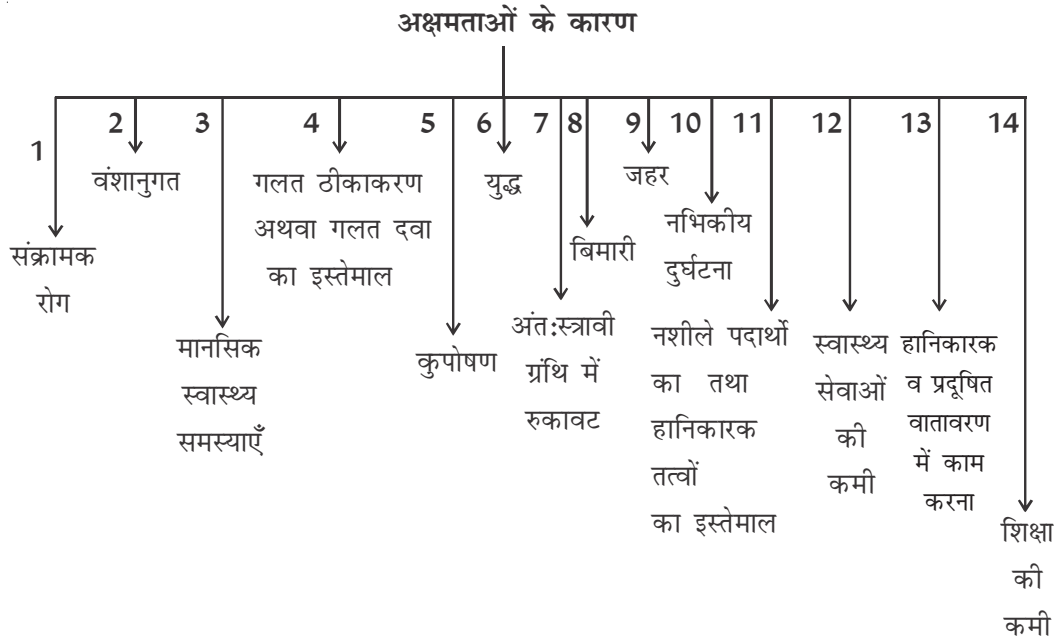 अक्षमताओं के कारण
1
संक्रामक
रोग
2
वंशानुगत
3
मानसिक
स्वास्थ्य
समस्याएँ
4
गलत ठीकाकरण
अथवा गलत दवा
का इस्तेमाल
5
कुपोषण
6
युद्ध
7
अंत:स्त्रावी
ग्रंथि में
रुकावट
8
बिमारी
9
जहर
10
नभिकीय
दुर्घटना
11
नशीले पदार्थो
का तथा
हानिकारक
तत्वों
का इस्तेमाल
12
स्वास्थ्य
सेवाओं
की
कमी
13
हानिकारक
व प्रदूषित
वातावरण
में काम
करना
14
शिक्षा
की
कमी